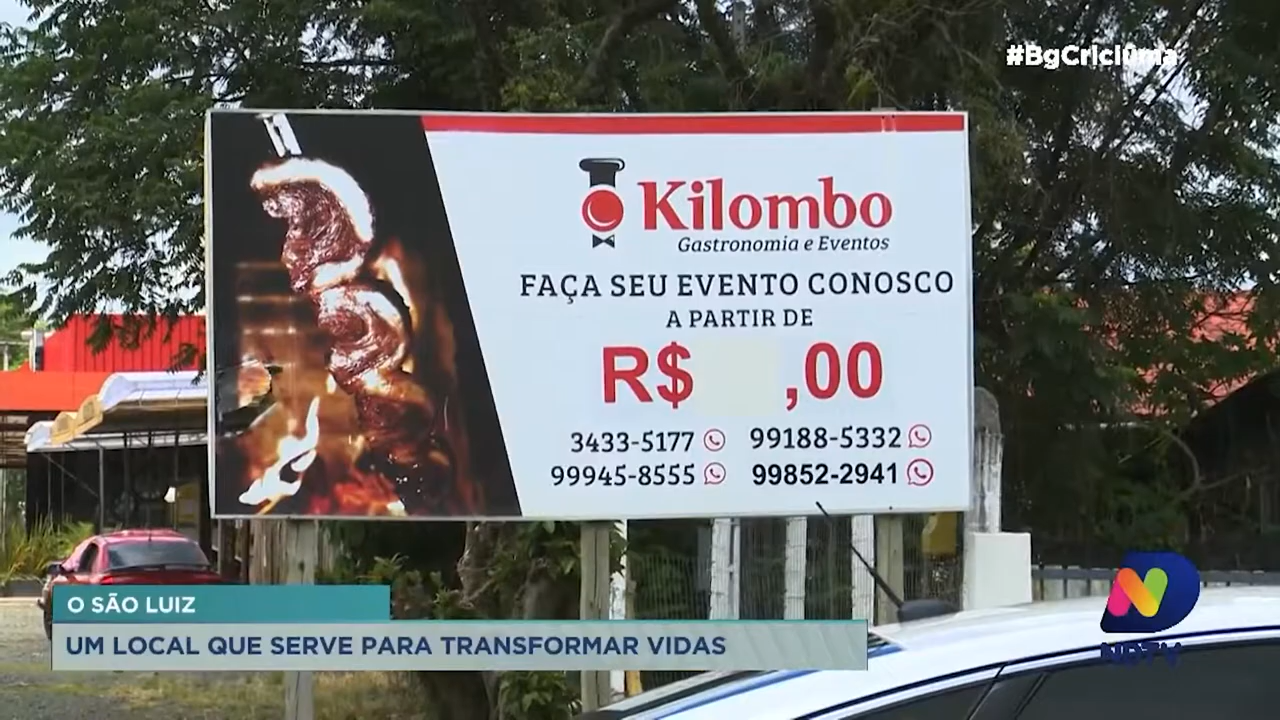 #BgCriciúma
Kilombo
Gastronomia e Eventos
FAÇA SEU EVENTO CONOSCO
A PARTIR DE
R$ ,00
3433-5177 99188-5332
99945-8555 99852-2941
O SÃO LUIZ
UM LOCAL QUE SERVE PARA TRANSFORMAR VIDAS
NDTV